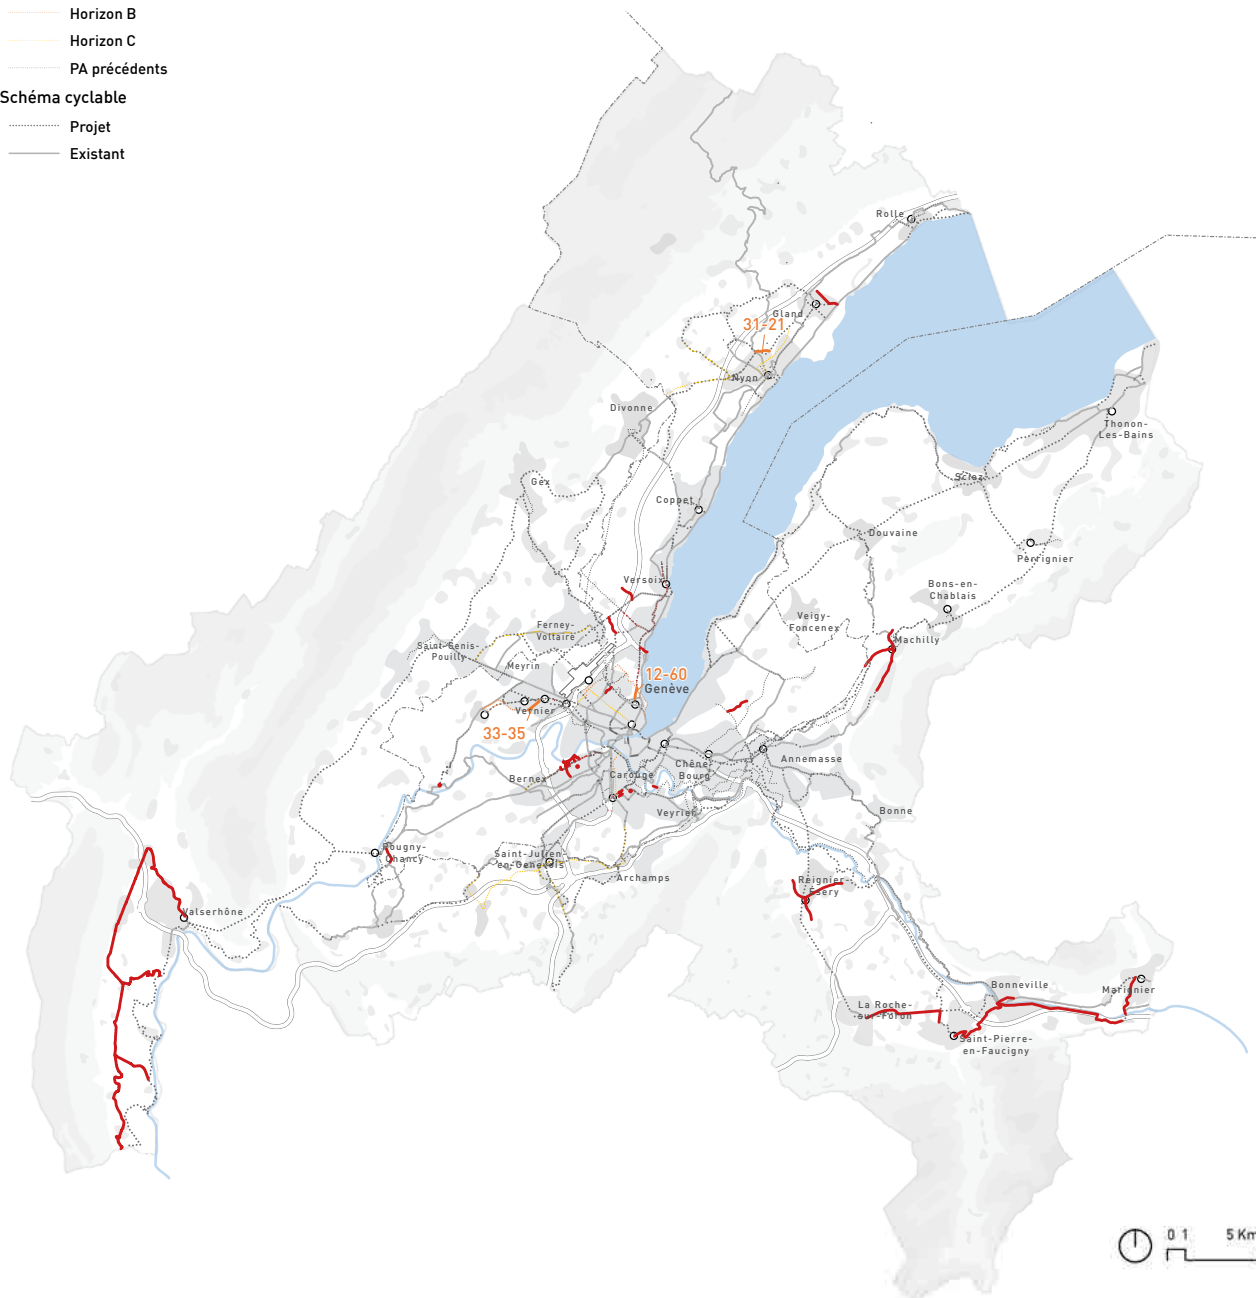 Horizon B
Horizon C
PA précédents
Schéma cyclable
Projet
Existant
Rolle
Gland
31-21
Nyon
Divonne
Thonon-
Les-Bains
Sciez
Gex
Coppet
Douvaine
Perrignier
Versoix
Bons-en-
Chablais
Veigy-
Foncenex
Ferney-
Voltaire
Machilly
Saint-Genis-
Pouilly
Meyrin
12-60
Genève
Vernier
33-35
Annemasse
Chêne-
Bourg
Carouge
Bernex
Veyrier
Bonne
Pougny-
Chancy
Saint-Julien-
en-Genevois
Archamps
Reignier-
Esery
Valserhône
Bonneville
Marignier
La Roche-
sur-Foron
Saint-Pierre-
en-Faucigny
0 1 5 Km